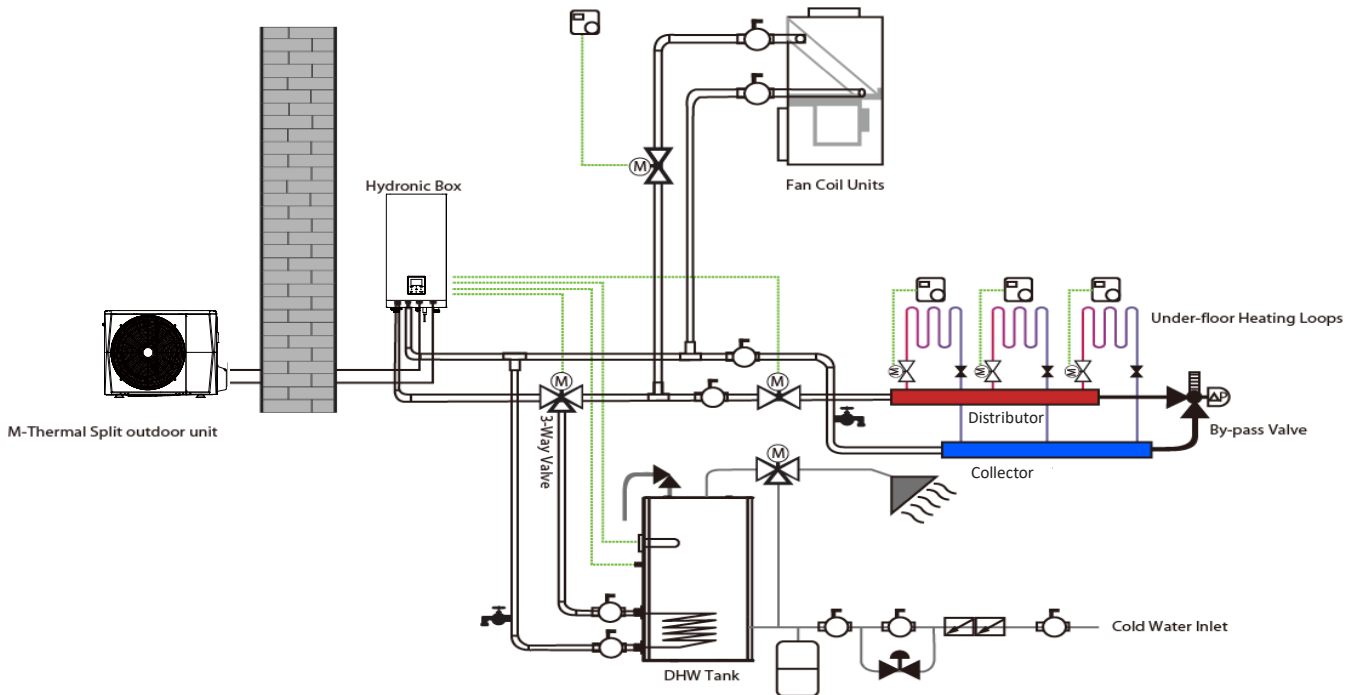 Fan Coil Units
Hydronic Box
M
Under-floor Heating Loops
M-Thermal Split outdoor unit
M
M
M
M
M
ΔP
Distributor
By-pass Valve
3-Way Valve
M
Collector
Cold Water Inlet
DHW Tank